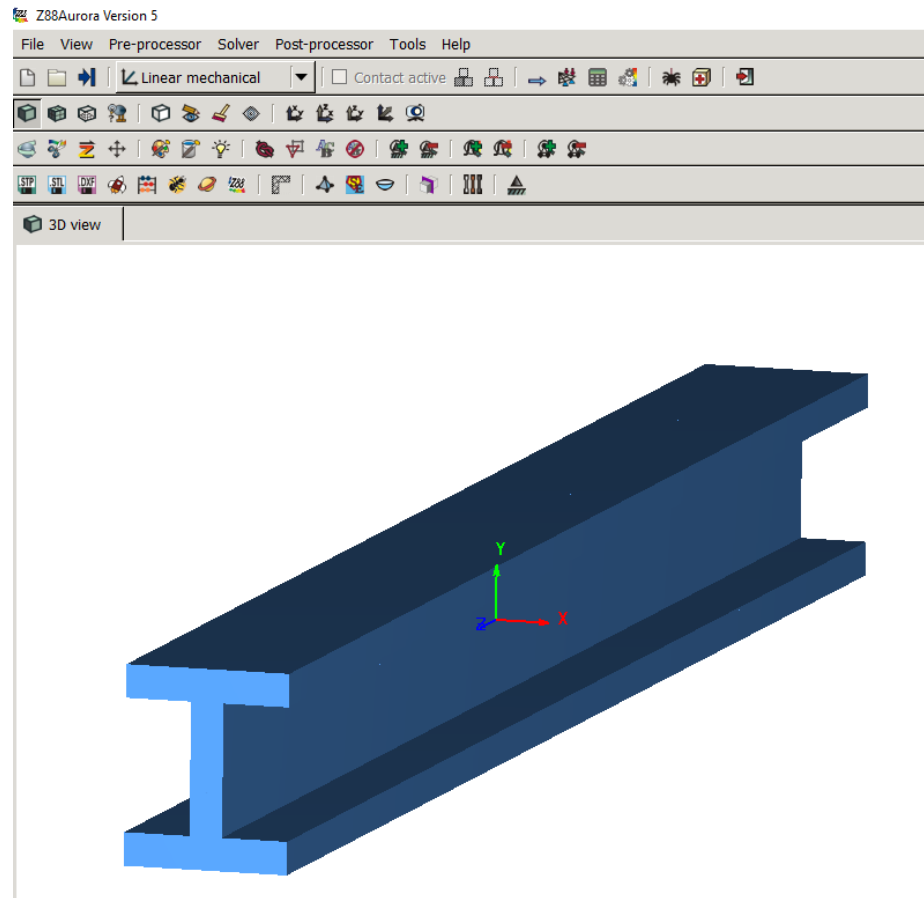 Z88Aurora Version 5
File View Pre-processor Solver Post-processor Tools Help
Linear mechanical Contact active
STP STL DXF Z88
3D view
Y
Z X